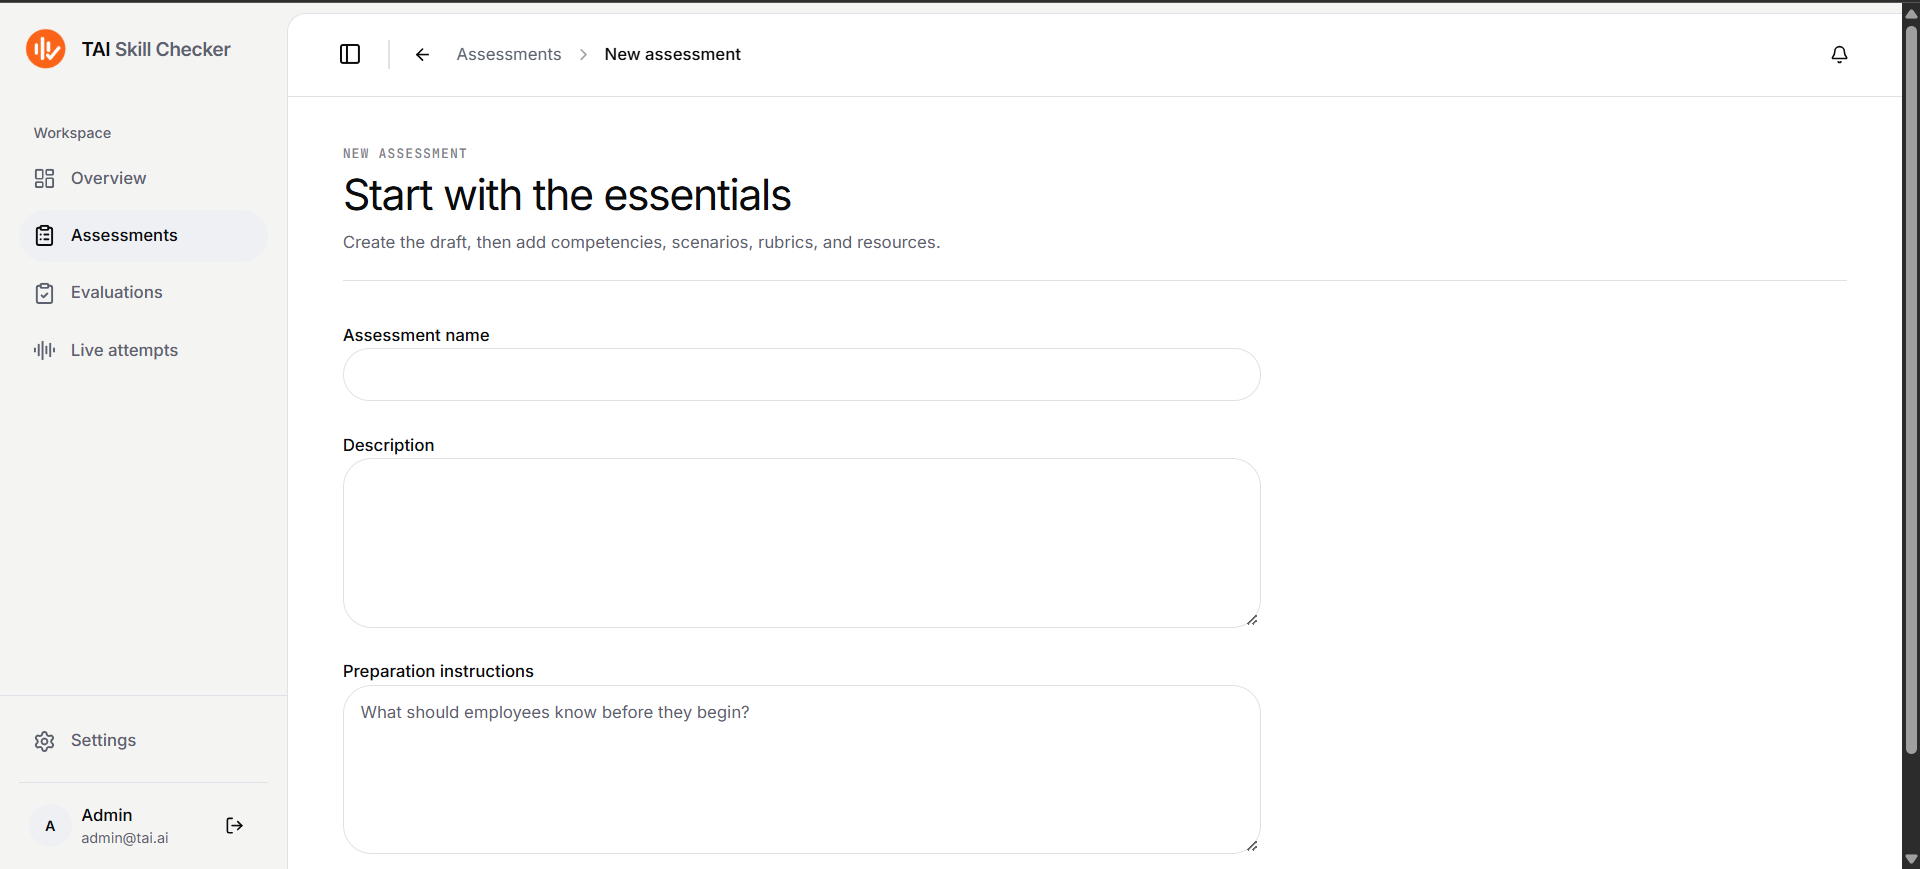 TAI Skill Checker
Workspace
Overview
Assessments
Evaluations
Live attempts
Settings
A
Admin
admin@tai.ai
Assessments > New assessment
NEW ASSESSMENT
Start with the essentials
Create the draft, then add competencies, scenarios, rubrics, and resources.
Assessment name
Description
Preparation instructions
What should employees know before they begin?